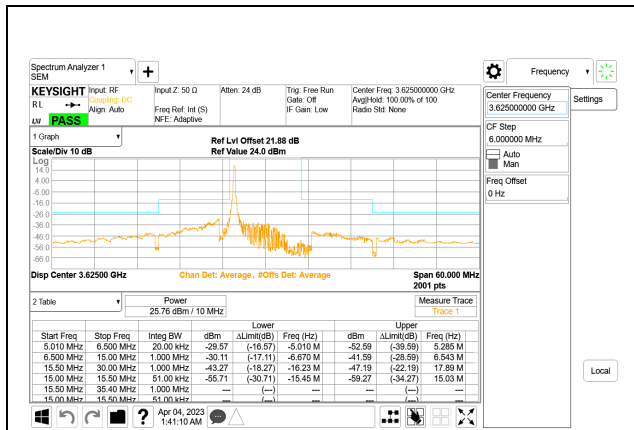 Spectrum Analyzer 1
SEM
Frequency
KEYSIGHT
Input: RF
Input Z: 50 Ω
Atten: 24 dB
Trig: Free Run
Center Freq: 3.625000000 GHz
R L
Coupling: DC
Gate: Off
Avg|Hold: 100.00% of 100
Align: Auto
Freq Ref: Int (S)
IF Gain: Low
Radio Std: None
LXI
PASS
NFE: Adaptive
Center Frequency
3.625000000 GHz
Settings
CF Step
6.000000 MHz
Auto
Man
Freq Offset
0 Hz
1 Graph
Ref Lvl Offset 21.88 dB
Scale/Div 10 dB
Ref Value 24.0 dBm
Log
14.0
4.00
-6.00
-16.0
-26.0
-36.0
-46.0
-56.0
-66.0
Disp Center 3.62500 GHz
Chan Det: Average, #Offs Det: Average
Span 60.000 MHz
2001 pts
2 Table
Power
Measure Trace
25.76 dBm / 10 MHz
Trace 1
Lower Upper
Start Freq Stop Freq Integ BW dBm ΔLimit(dB) Freq (Hz) dBm ΔLimit(dB) Freq (Hz)
5.010 MHz 6.500 MHz 20.00 kHz -29.57 (-16.57) -5.010 M -52.59 (-39.59) 5.285 M
6.500 MHz 15.00 MHz 1.000 MHz -30.11 (-17.11) -6.670 M -41.59 (-28.59) 6.543 M
15.50 MHz 30.00 MHz 1.000 MHz -43.27 (-18.27) -16.23 M -47.19 (-22.19) 17.89 M
15.00 MHz 15.50 MHz 51.00 kHz -55.71 (-30.71) -15.45 M -59.27 (-34.27) 15.03 M
15.50 MHz 35.40 MHz 1.000 MHz --- (---) --- --- (---) ---
15.00 MHz 15.50 MHz 51.00 kHz --- (---) --- --- (---) ---
Local
Apr 04, 2023
1:41:10 AM